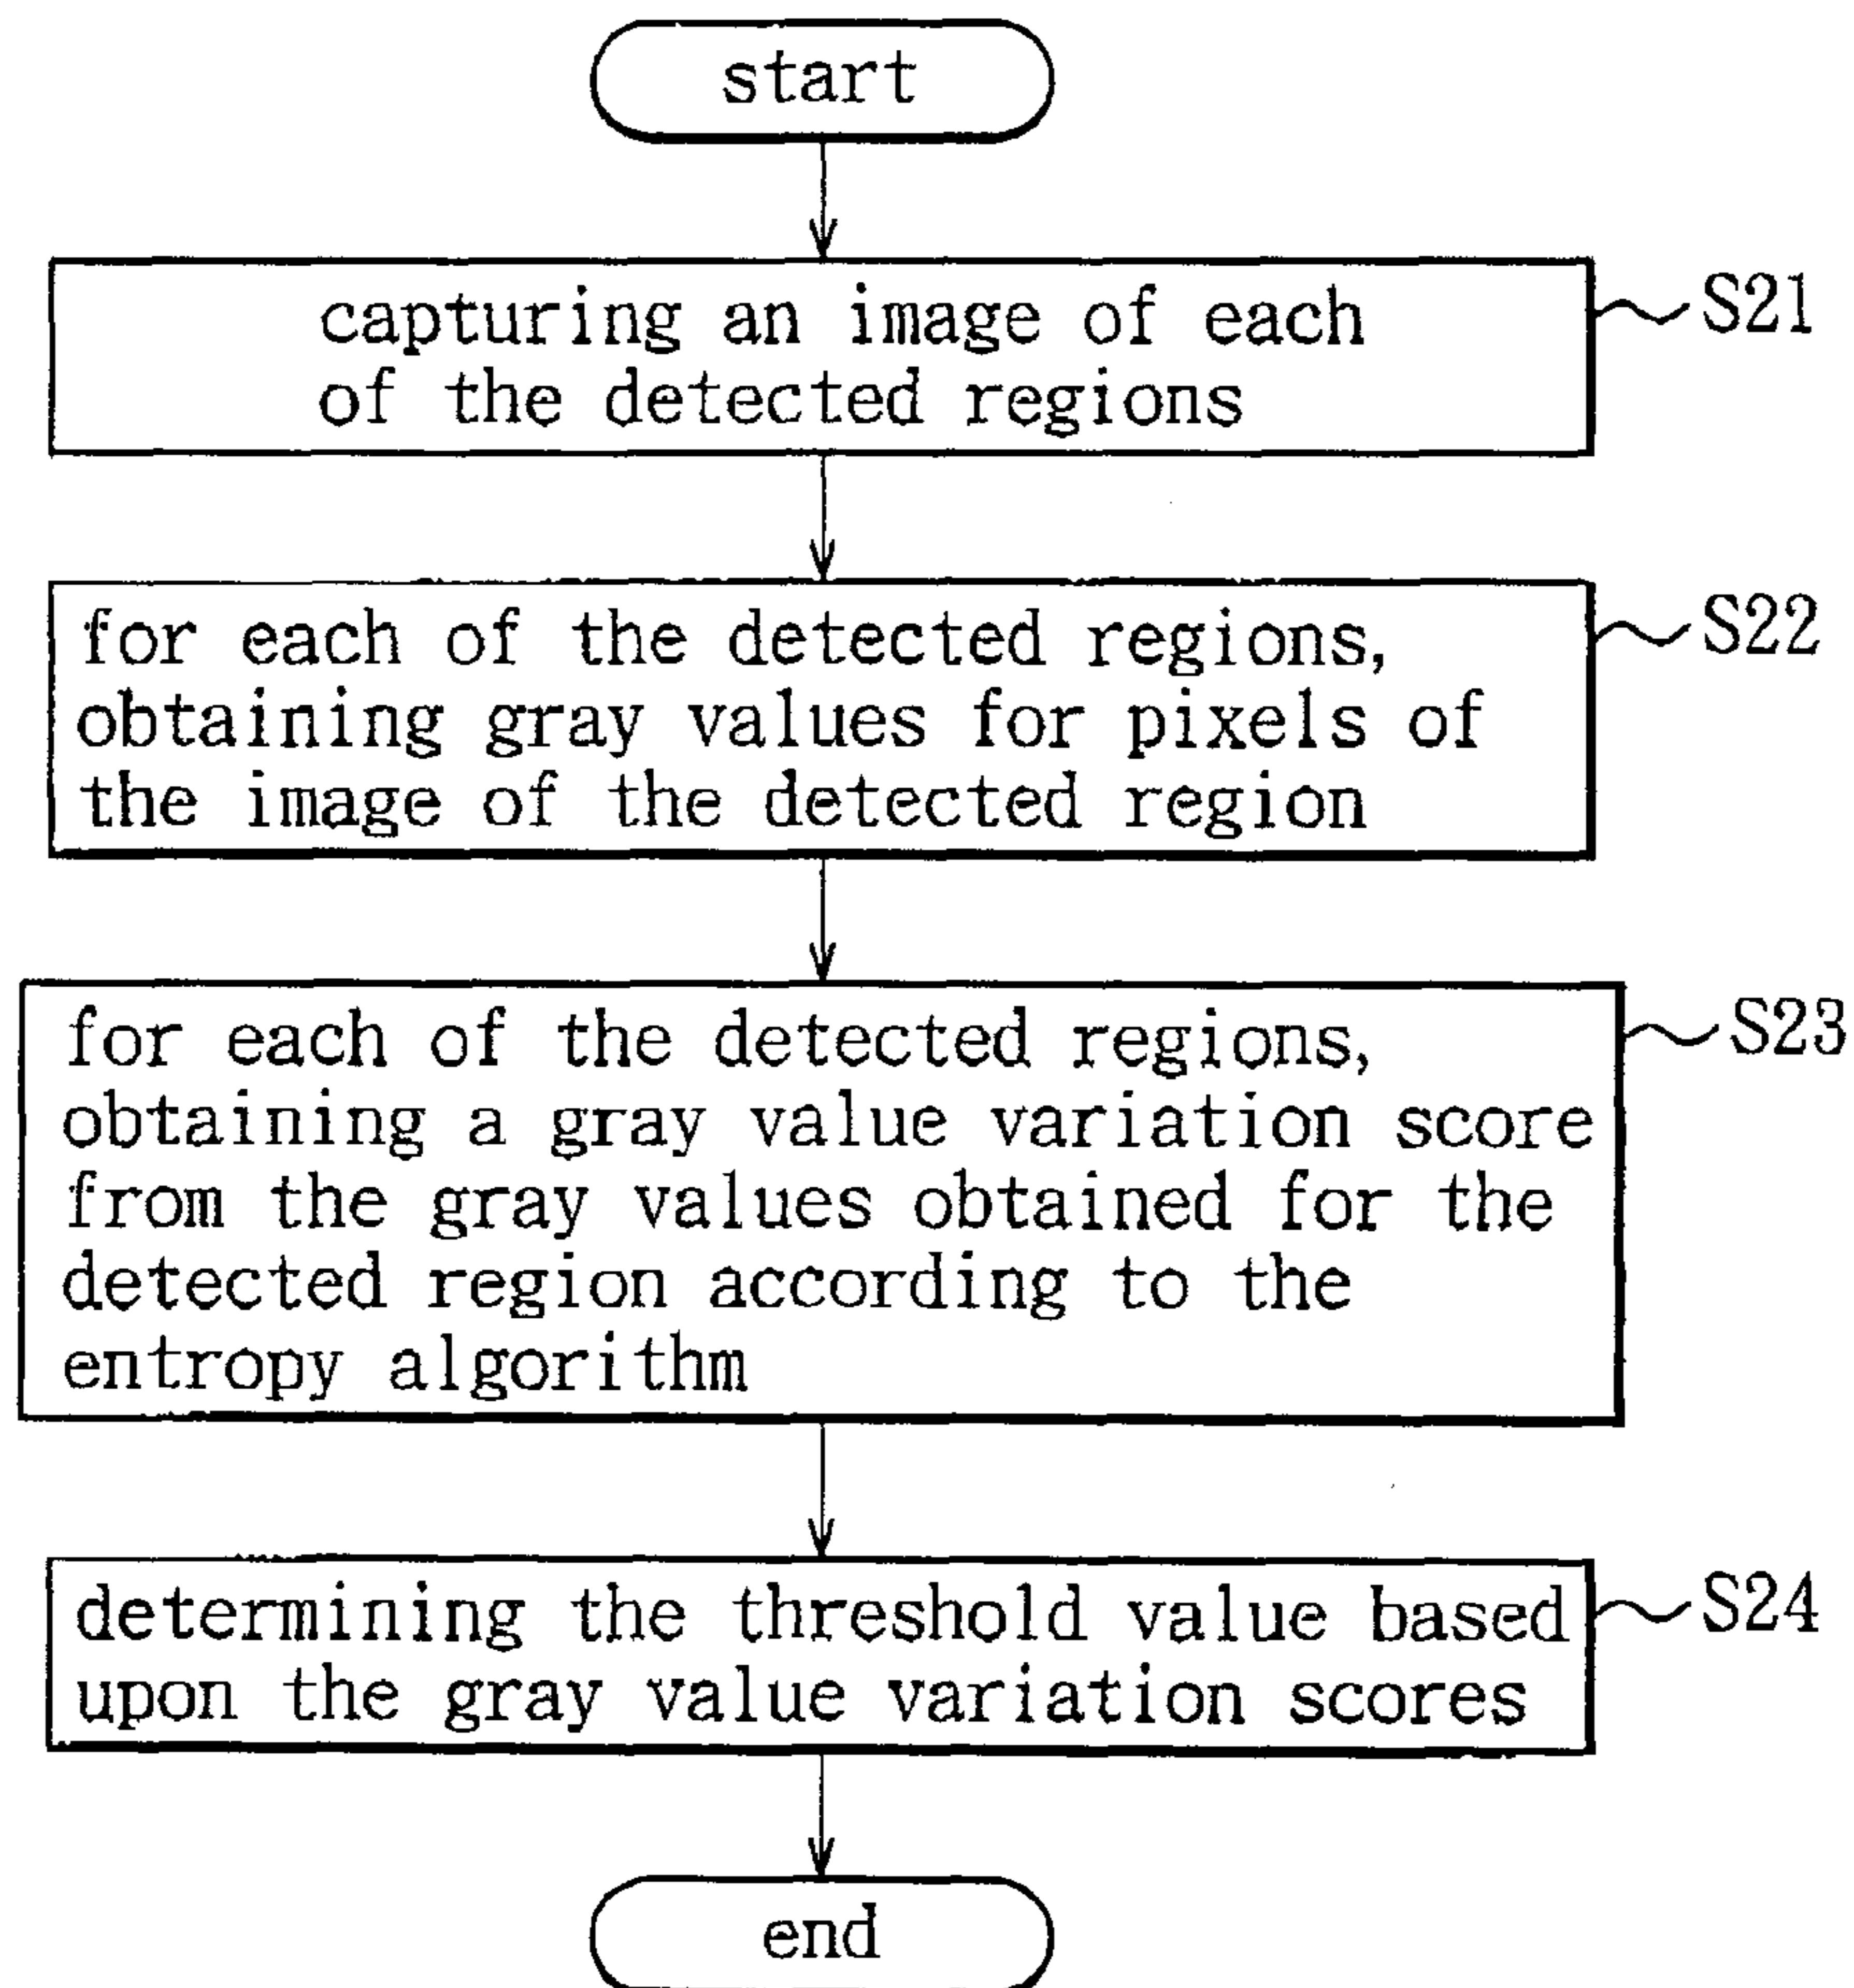 start
capturing an image of each
of the detected regions
S21
for each of the detected regions,
obtaining gray values for pixels of
the image of the detected region
S22
for each of the detected regions,
obtaining a gray value variation score
from the gray values obtained for the
detected region according to the
entropy algorithm
S23
determining the threshold value based
upon the gray value variation scores
S24
end